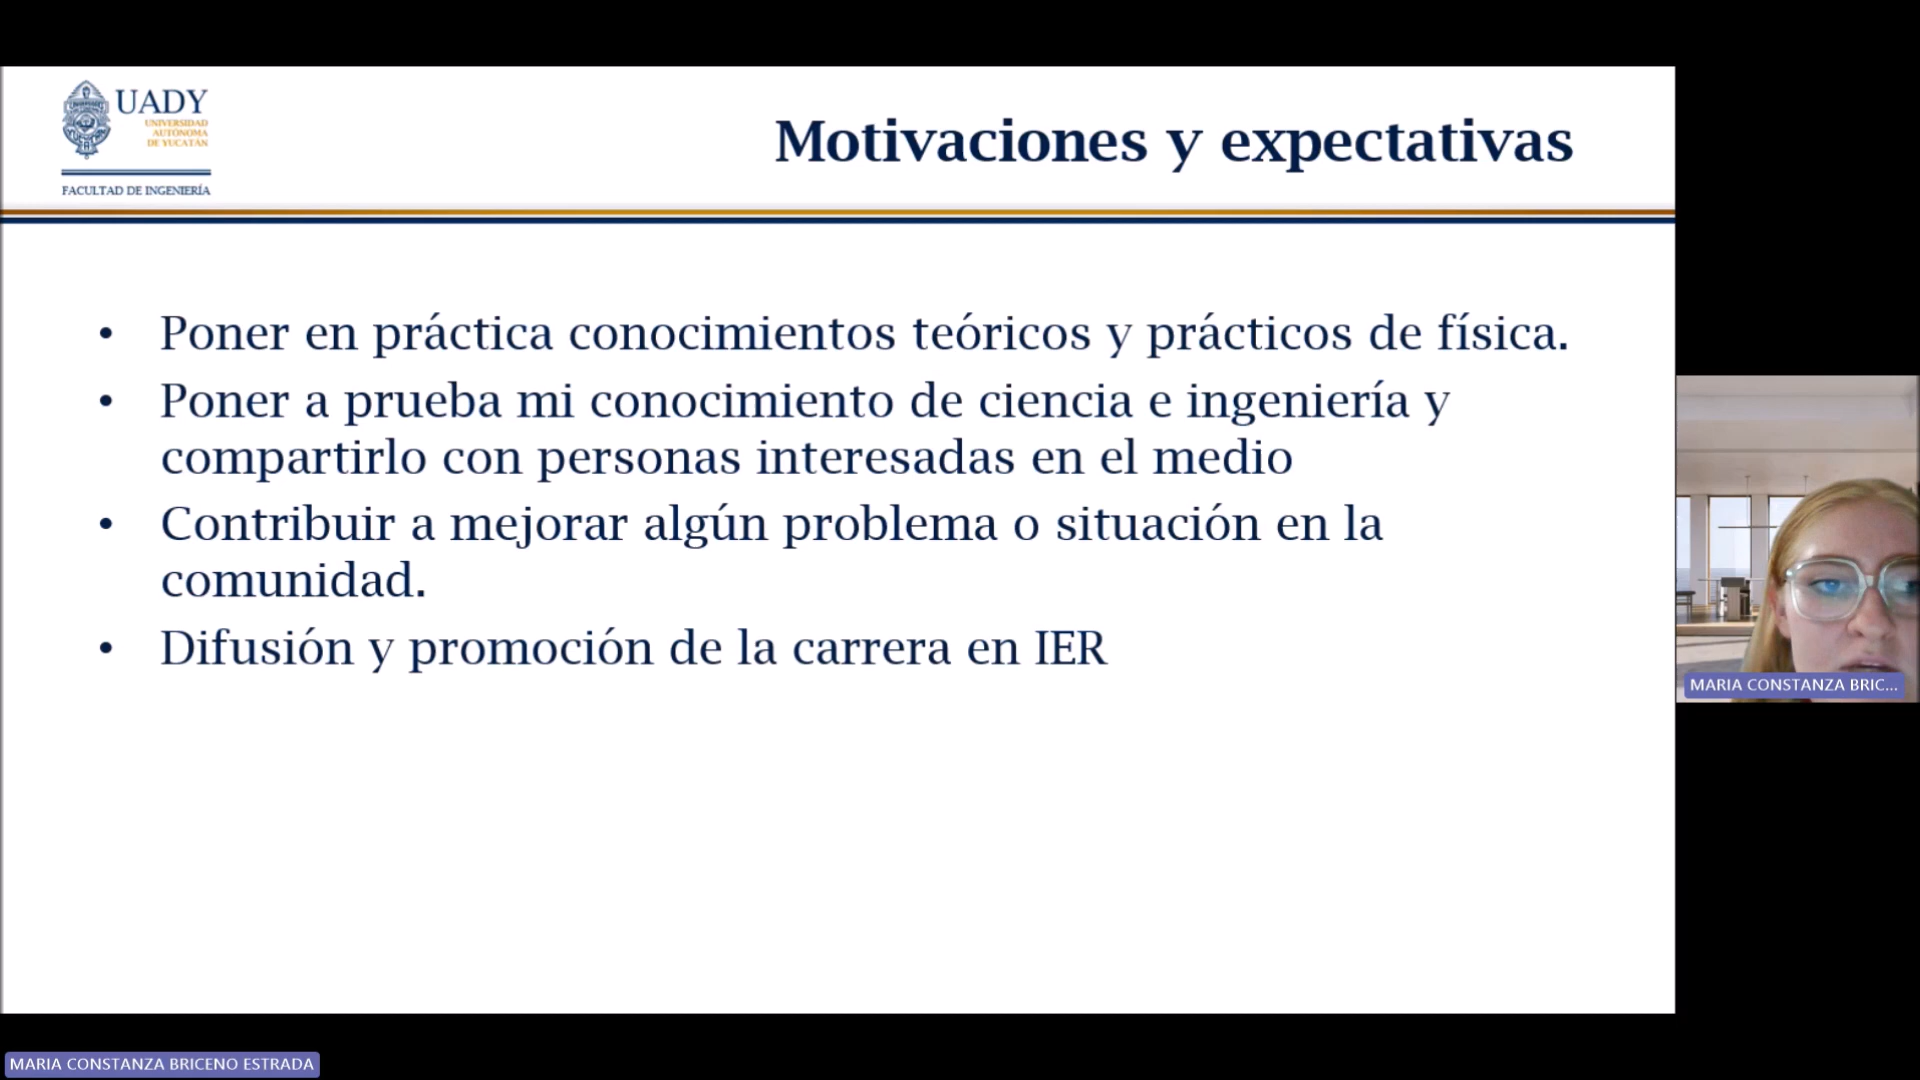 UADY
UNIVERSIDAD
AUTÓNOMA
DE YUCATÁN
FACULTAD DE INGENIERÍA
Motivaciones y expectativas
• Poner en práctica conocimientos teóricos y prácticos de física.
• Poner a prueba mi conocimiento de ciencia e ingeniería y
compartirlo con personas interesadas en el medio
• Contribuir a mejorar algún problema o situación en la
comunidad.
• Difusión y promoción de la carrera en IER
MARIA CONSTANZA BRIC...
MARIA CONSTANZA BRICENO ESTRADA